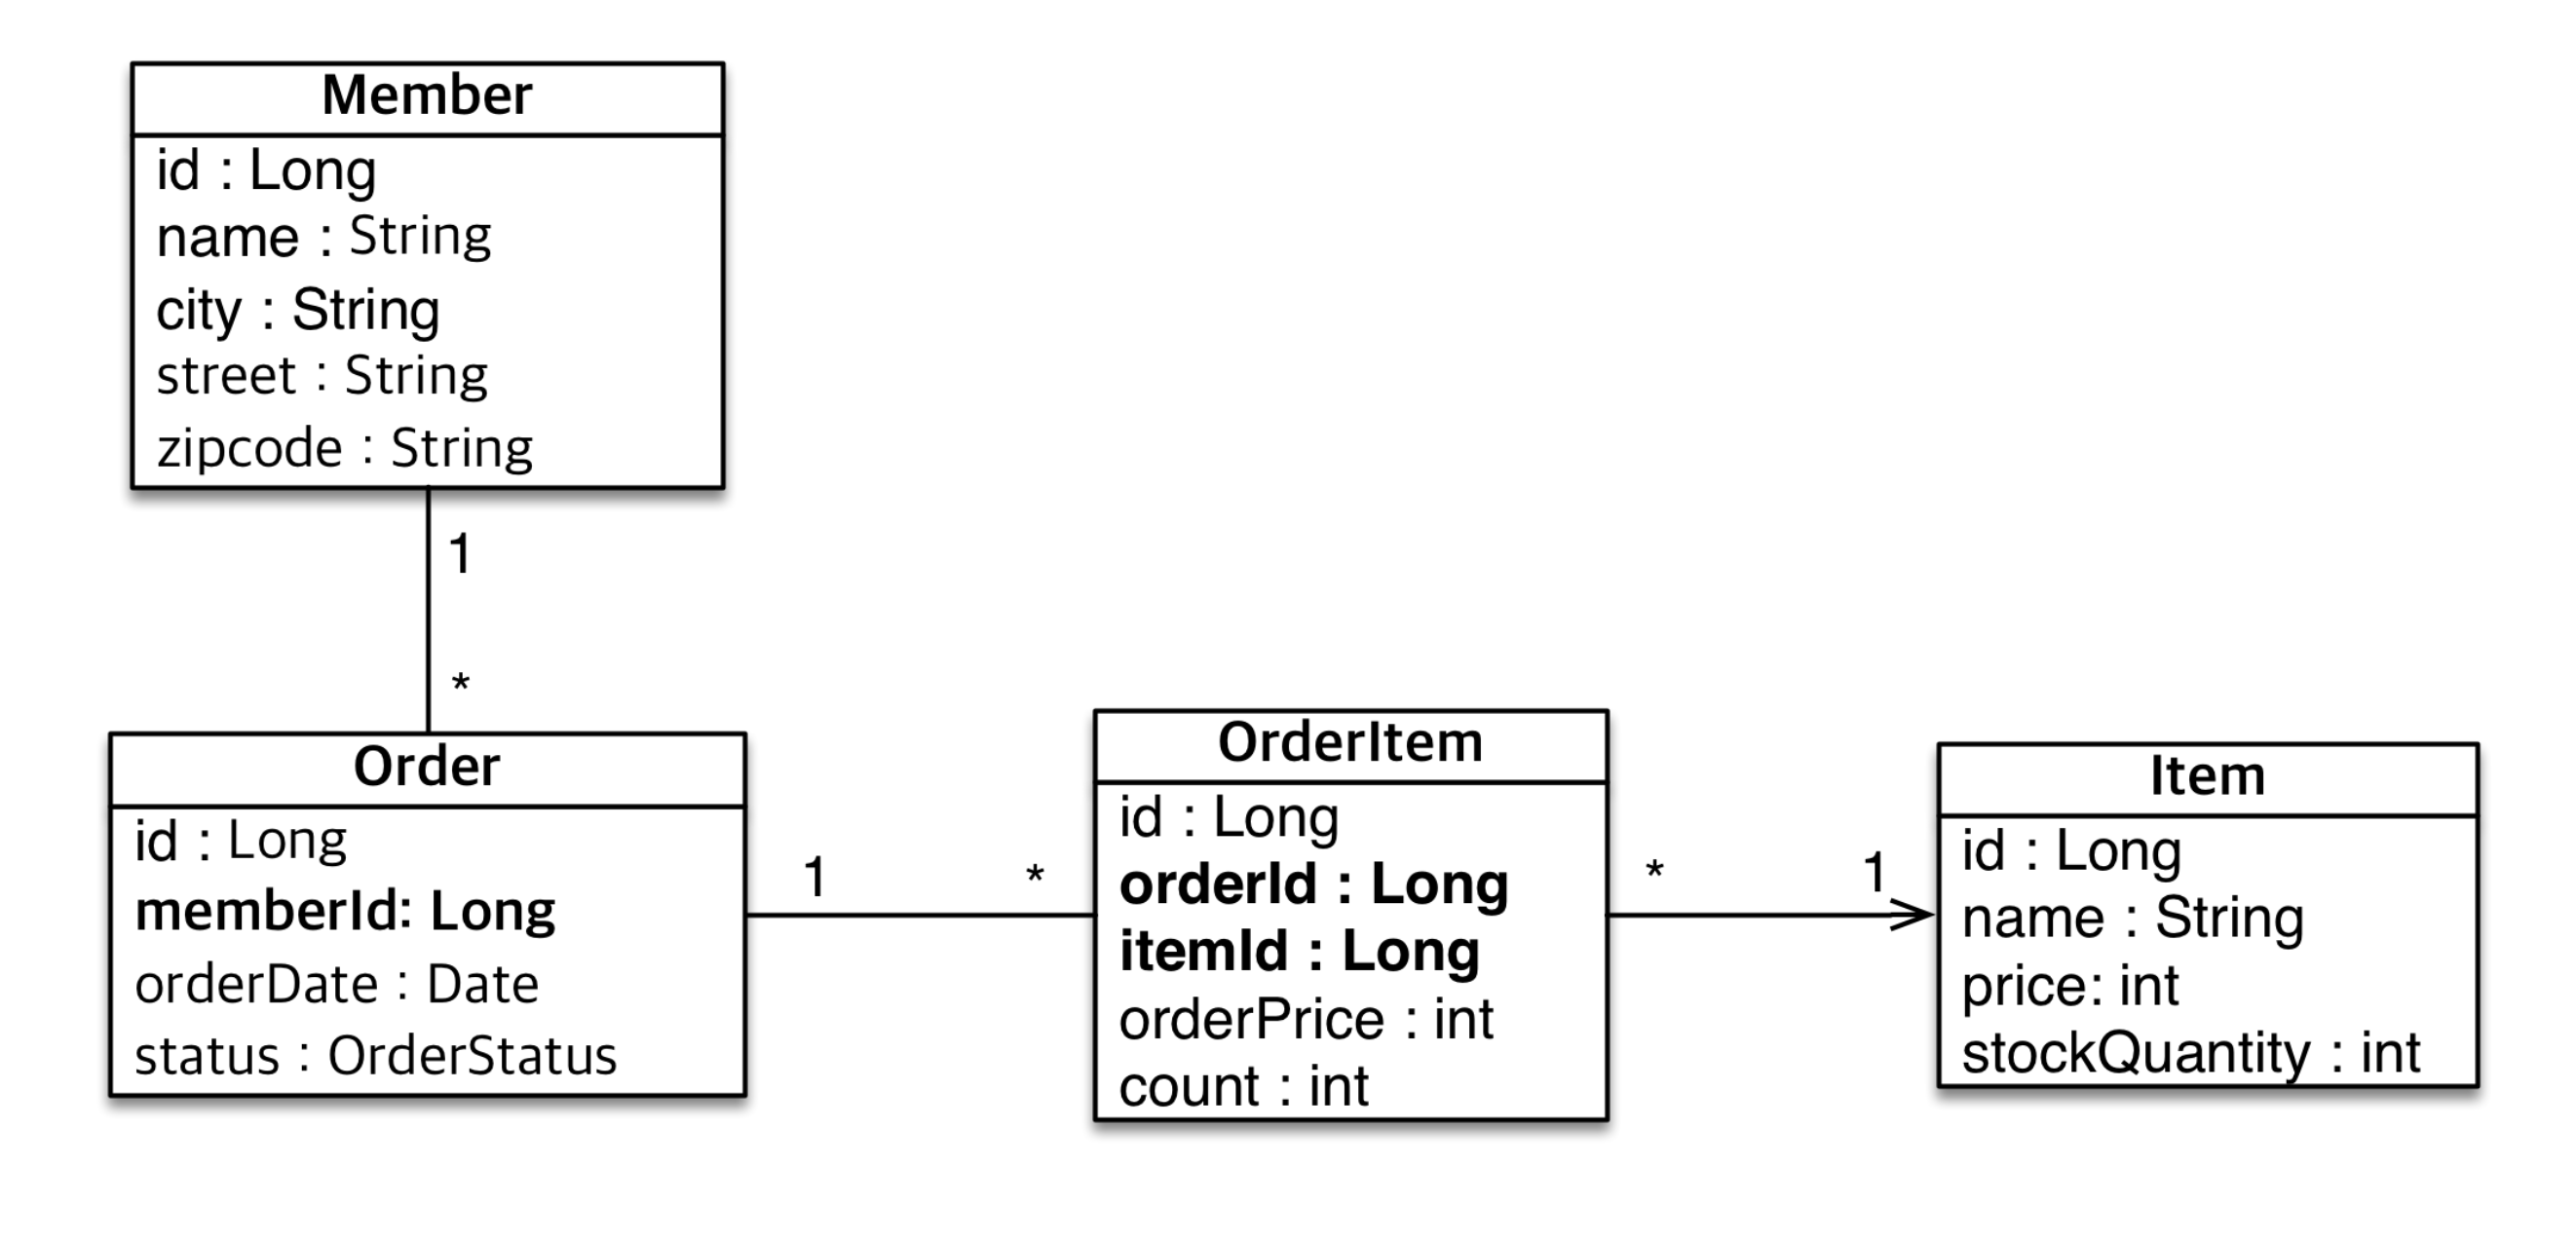 Member
id : Long
name : String
city : String
street : String
zipcode : String
1
*
Order
id : Long
memberId: Long
orderDate : Date
status : OrderStatus
1
*
OrderItem
id : Long
orderId : Long
itemId : Long
orderPrice : int
count : int
*
1
Item
id : Long
name : String
price: int
stockQuantity : int